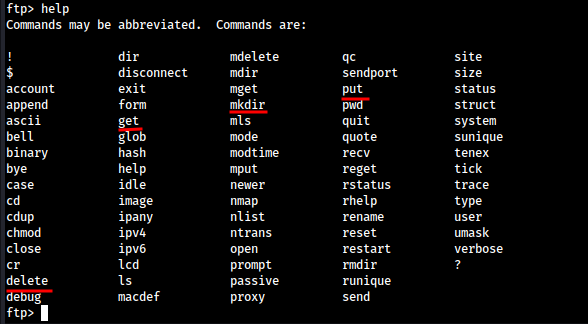 ftp> help
Commands may be abbreviated.  Commands are:
!               dir             mdelete         qc              site
$               disconnect      mdir            sendport        size
account         exit            mget            put             status
append          form            mkdir           pwd             struct
ascii           get             mls             quit            system
bell            glob            mode            quote           sunique
binary          hash            modtime         recv            tenex
bye             help            mput            reget           tick
case            idle            newer           rstatus         trace
cd              image           nmap            rhelp           type
cdup            ipany           nlist           rename          user
chmod           ipv4            ntrans          reset           umask
close           ipv6            open            restart         verbose
cr              lcd             prompt          rmdir           ?
delete          ls              passive         runique
debug           macdef          proxy           send
ftp>